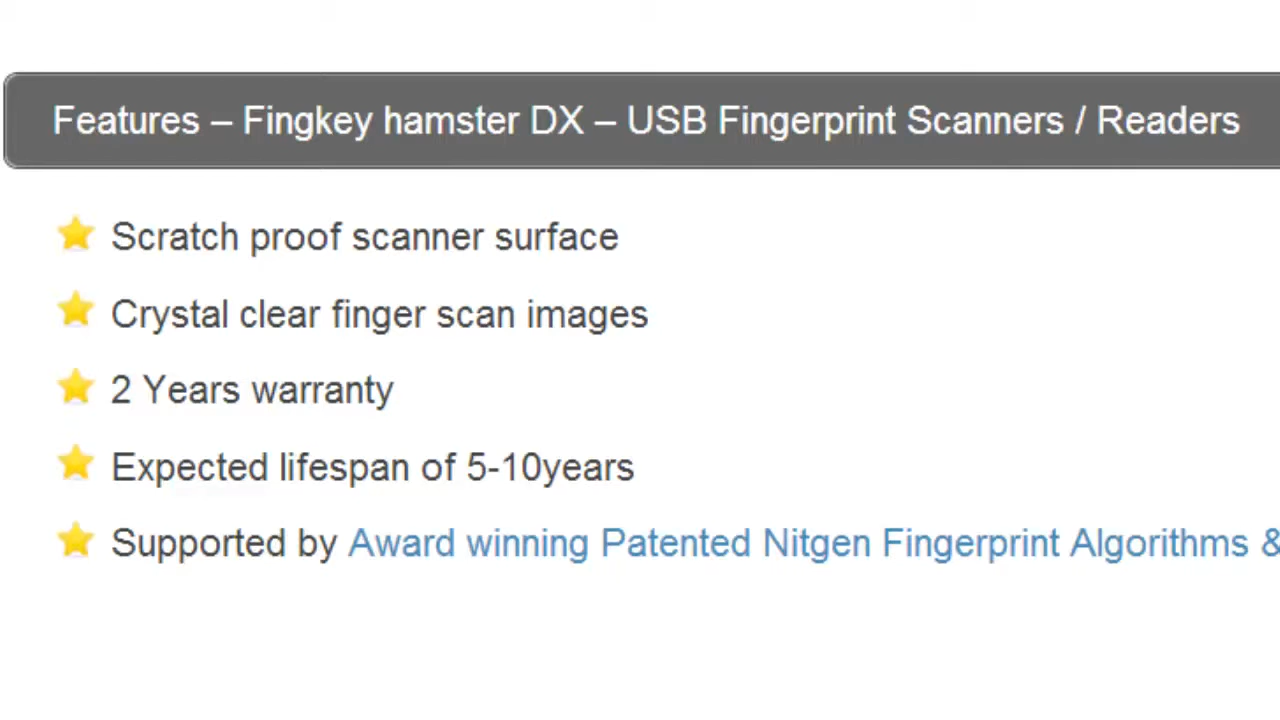 Features – Fingkey hamster DX – USB Fingerprint Scanners / Readers
Scratch proof scanner surface
Crystal clear finger scan images
2 Years warranty
Expected lifespan of 5-10years
Supported by Award winning Patented Nitgen Fingerprint Algorithms &